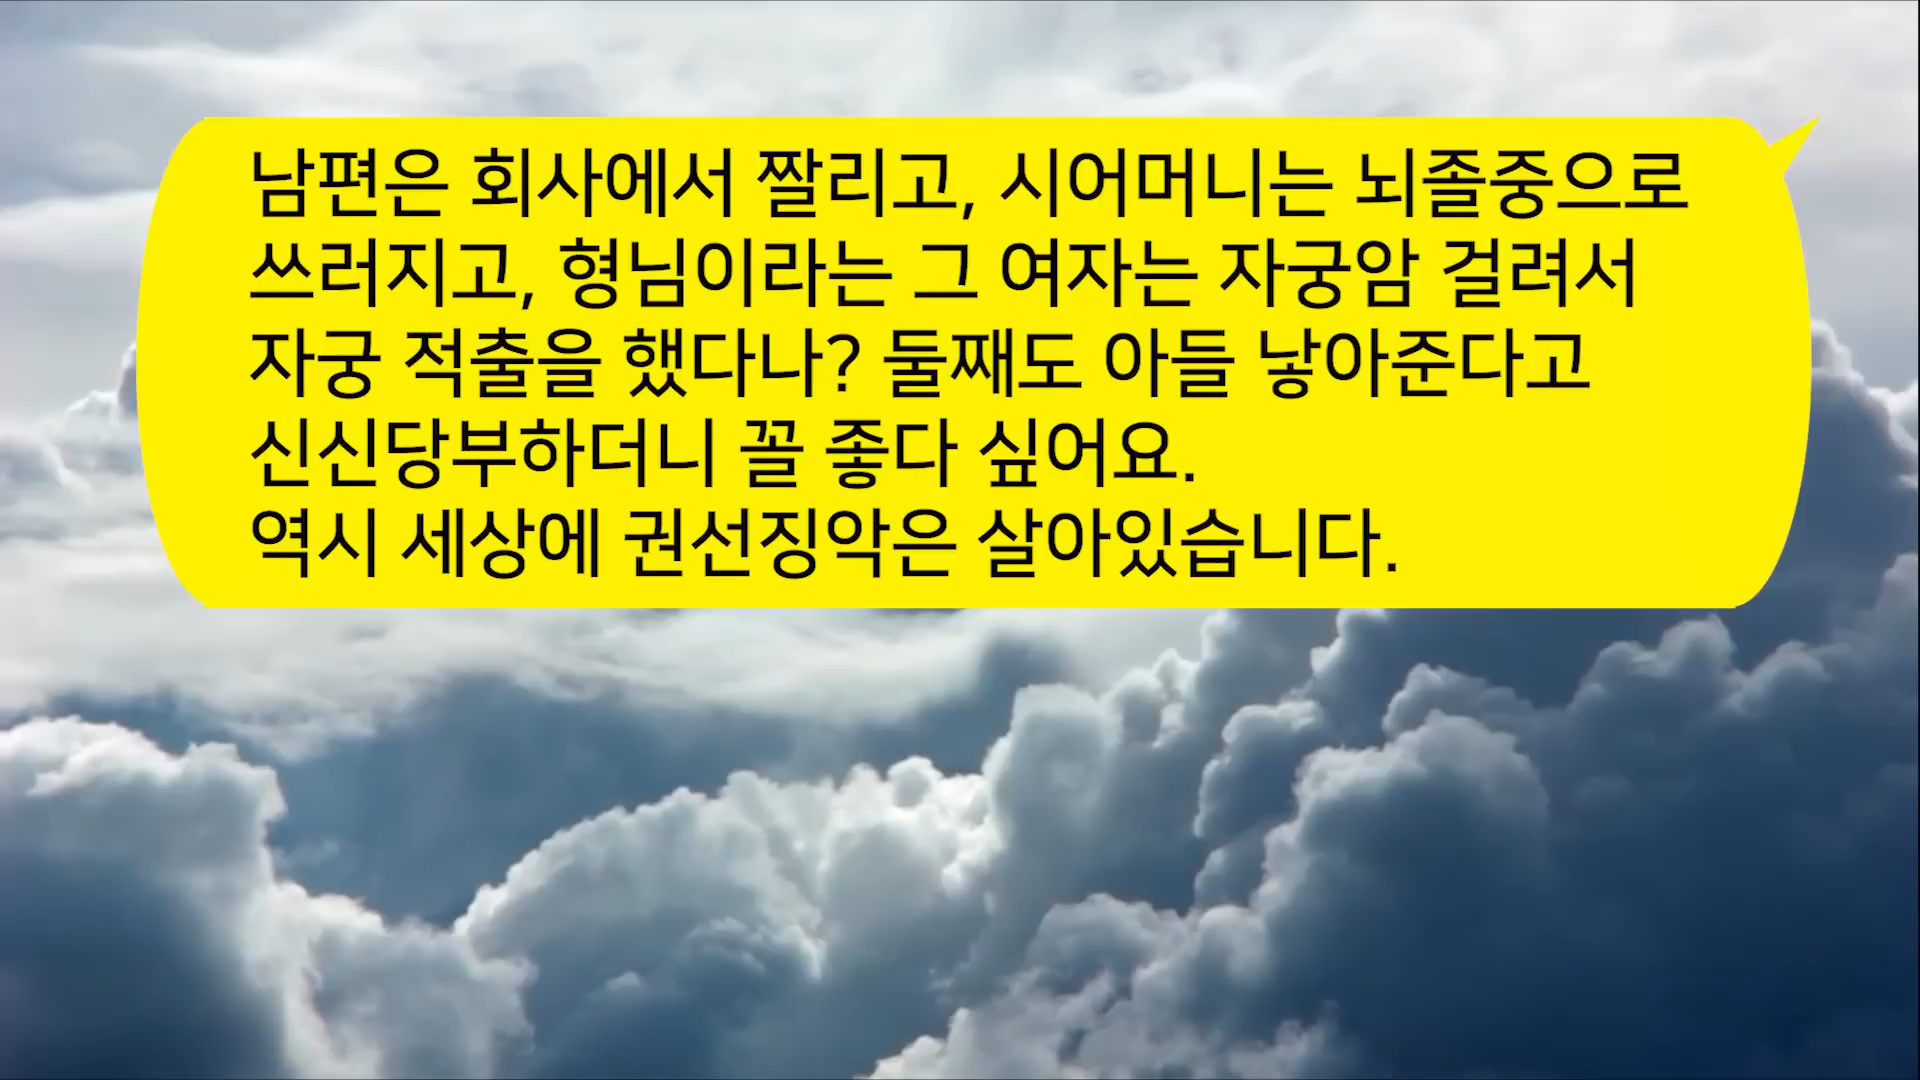 남편은 회사에서 짤리고, 시어머니는 뇌졸중으로
쓰러지고, 형님이라는 그 여자는 자궁암 걸려서
자궁 적출을 했다나? 둘째도 아들 낳아준다고
신신당부하더니 꼴 좋다 싶어요.
역시 세상에 권선징악은 살아있습니다.